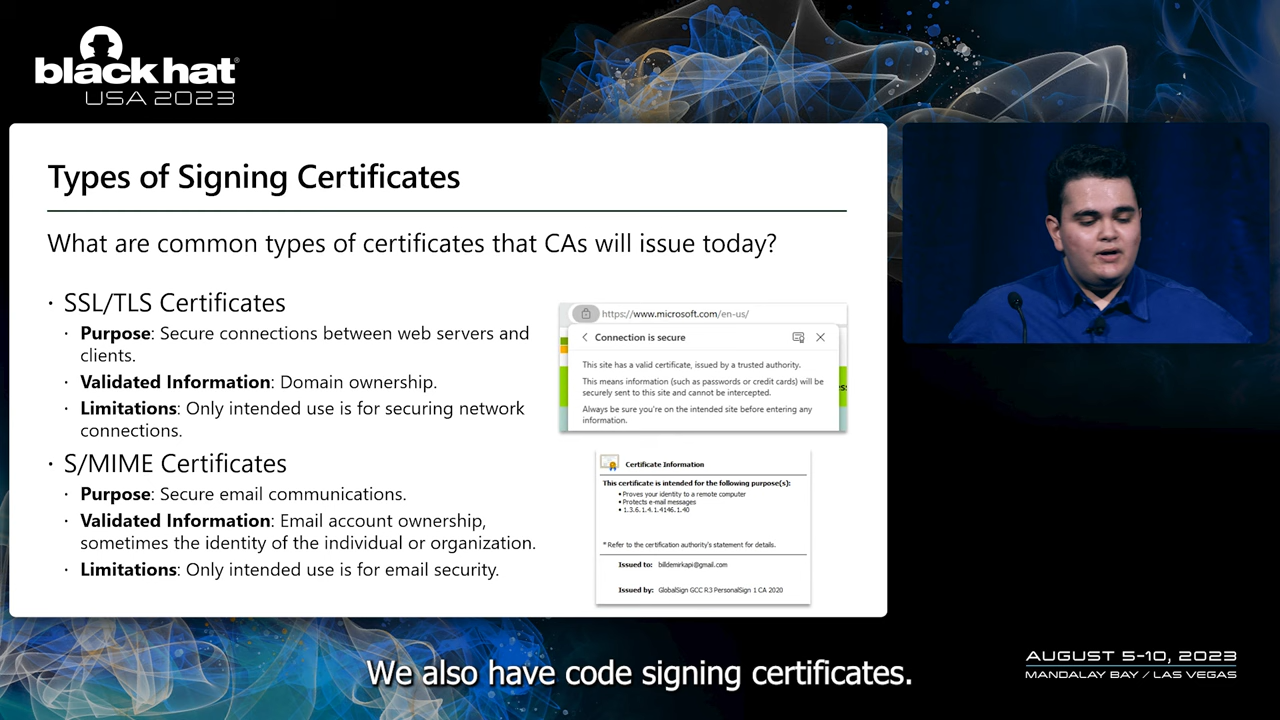 black hat®
USA 2023
Types of Signing Certificates
What are common types of certificates that CAs will issue today?
• SSL/TLS Certificates
• Purpose: Secure connections between web servers and
clients.
• Validated Information: Domain ownership.
• Limitations: Only intended use is for securing network
connections.
• S/MIME Certificates
• Purpose: Secure email communications.
• Validated Information: Email account ownership,
sometimes the identity of the individual or organization.
• Limitations: Only intended use is for email security.
https://www.microsoft.com/en-us/
Connection is secure
This site has a valid certificate, issued by a trusted authority.
This means information (such as passwords or credit cards) will be
securely sent to this site and cannot be intercepted.
Always be sure you're on the intended site before entering any
information.
Certificate Information
This certificate is intended for the following purpose(s):
• Proves your identity to a remote computer
• Protects e-mail messages
• 1.3.6.1.4.1.4146.1.40
* Refer to the certification authority's statement for details.
Issued to: billdemirkapi@gmail.com
Issued by: GlobalSign GCC R3 PersonalSign 1 CA 2020
We also have code signing certificates.
AUGUST 5-10, 2023
MANDALAY BAY / LAS VEGAS